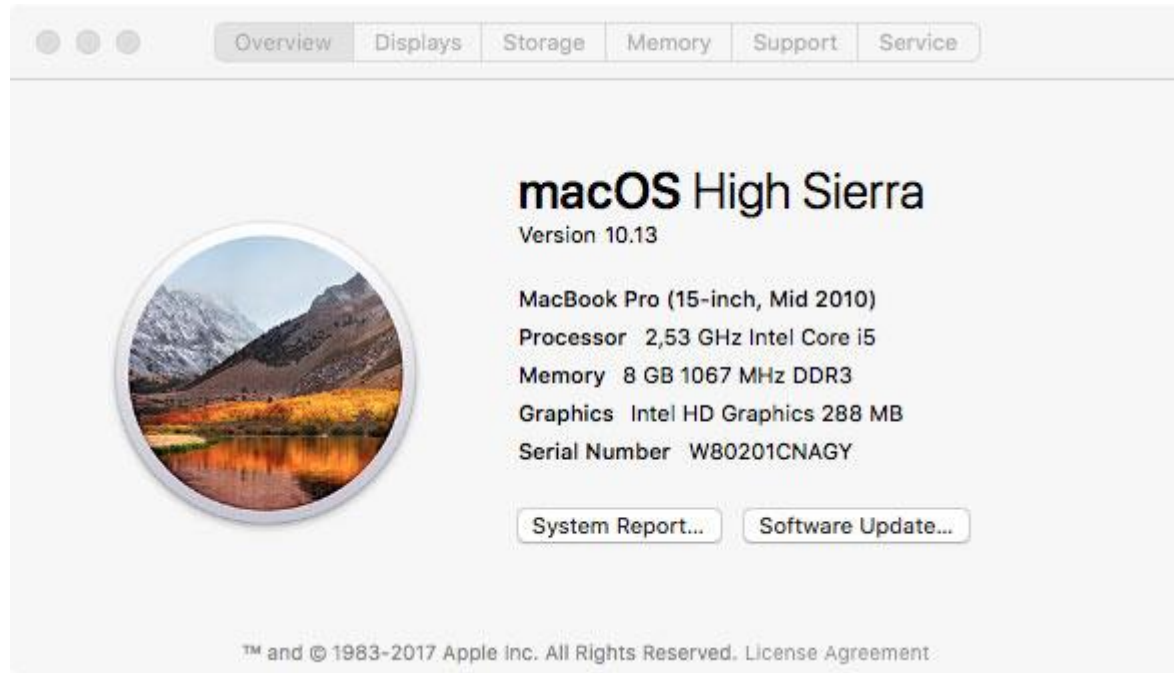 Overview Displays Storage Memory Support Service
macOS High Sierra
Version 10.13
MacBook Pro (15-inch, Mid 2010)
Processor 2,53 GHz Intel Core i5
Memory 8 GB 1067 MHz DDR3
Graphics Intel HD Graphics 288 MB
Serial Number W80201CNAGY
System Report... Software Update...
™ and © 1983-2017 Apple Inc. All Rights Reserved. License Agreement